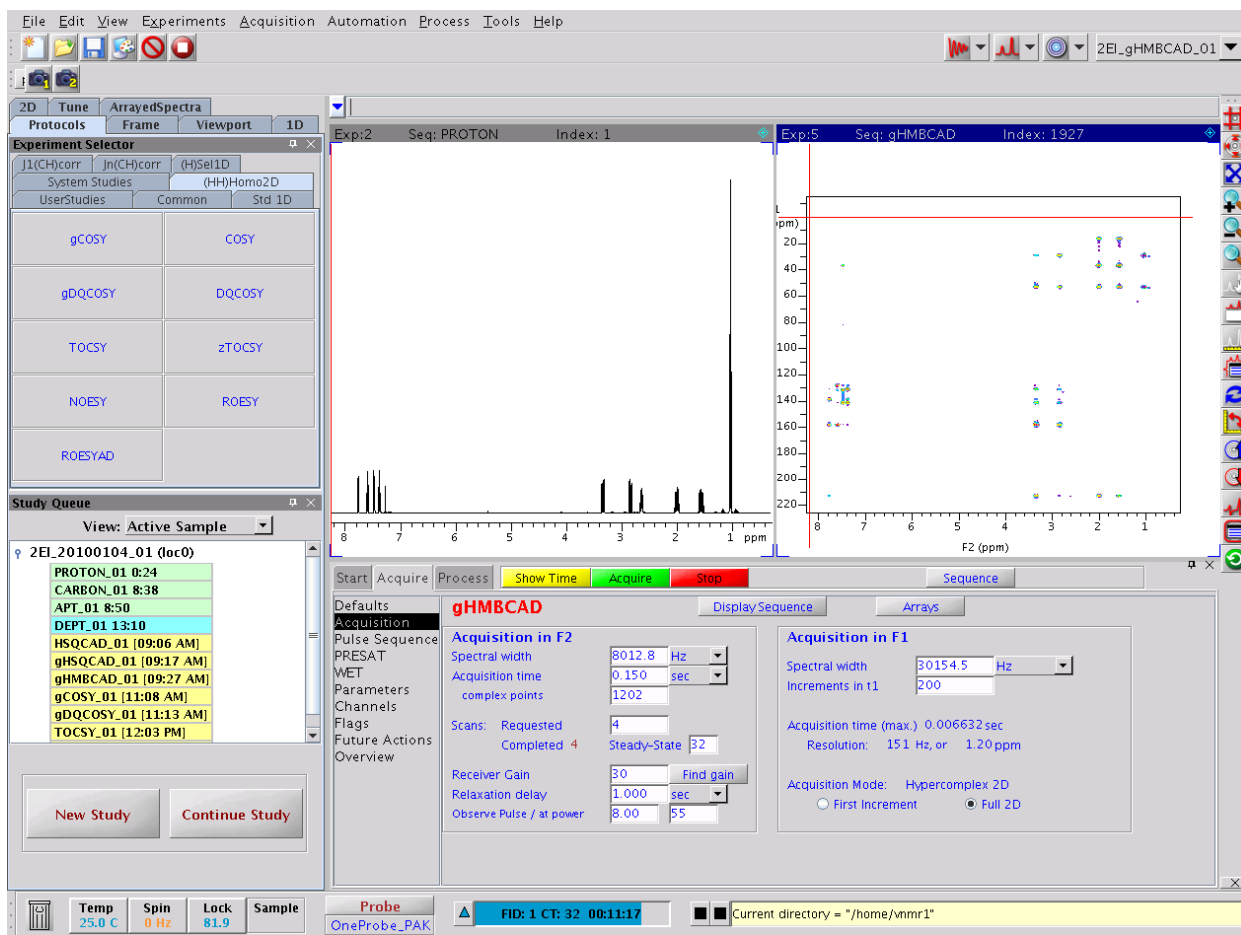 File Edit View Experiments Acquisition Automation Process Tools Help
2EI_gHMBCAD_01
2D Tune ArrayedSpectra
Protocols Frame Viewport 1D
Experiment Selector
J1(CH)corr Jn(CH)corr (H)Sel1D
System Studies (HH)Homo2D
UserStudies Common Std 1D
gCOSY COSY
gDQCOSY DQCOSY
TOCSY zTOCSY
NOESY ROESY
ROESYAD
Exp:2 Seq: PROTON Index: 1
8 7 6 5 4 3 2 1 ppm
Exp:5 Seq: gHMBCAD Index: 1927
ppm)
20
40
60
80
100
120
140
160
180
200
220
8 7 6 5 4 3 2 1
F2 (ppm)
Study Queue
View: Active Sample
2EI_20100104_01 (loc0)
PROTON_01 0:24
CARBON_01 8:38
APT_01 8:50
DEPT_01 13:10
HSQCAD_01 [09:06 AM]
gHSQCAD_01 [09:17 AM]
gHMBCAD_01 [09:27 AM]
gCOSY_01 [11:08 AM]
gDQCOSY_01 [11:13 AM]
TOCSY_01 [12:03 PM]
New Study Continue Study
Start Acquire Process Show Time Acquire Stop Sequence
Defaults
Acquisition
Pulse Sequence
PRESAT
WET
Parameters
Channels
Flags
Future Actions
Overview
gHMBCAD Display Sequence Arrays
Acquisition in F2
Spectral width 8012.8 Hz
Acquisition time 0.150 sec
complex points 1202
Scans: Requested 4
Completed 4 Steady-State 32
Receiver Gain 30 Find gain
Relaxation delay 1.000 sec
Observe Pulse / at power 8.00 55
Acquisition in F1
Spectral width 30154.5 Hz
Increments in t1 200
Acquisition time (max.) 0.006632 sec
Resolution: 151 Hz, or 1.20 ppm
Acquisition Mode: Hypercomplex 2D
First Increment Full 2D
Temp Spin Lock Sample
25.0 C 0 Hz 81.9
Probe
OneProbe_PAK
FID: 1 CT: 32 00:11:17
Current directory = "/home/vnmr1"